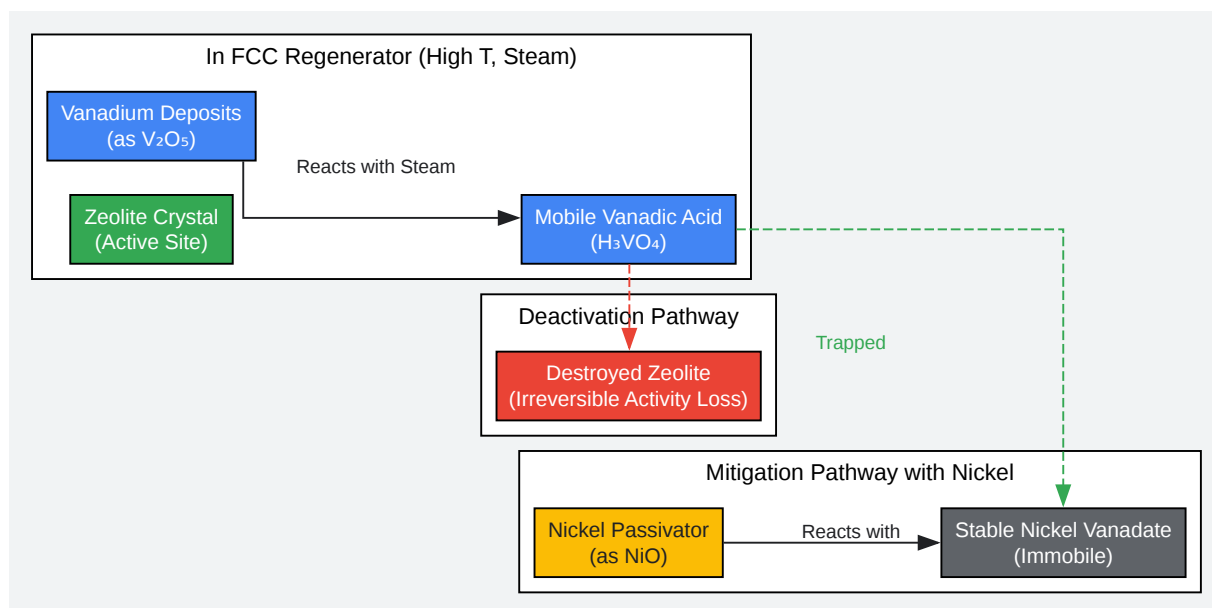 In FCC Regenerator (High T, Steam)
Vanadium Deposits
(as V₂O₅)
Reacts with Steam
Zeolite Crystal
(Active Site)
Mobile Vanadic Acid
(H₃VO₄)
Deactivation Pathway
Trapped
Destroyed Zeolite
(Irreversible Activity Loss)
Mitigation Pathway with Nickel
Nickel Passivator
(as NiO)
Reacts with
Stable Nickel Vanadate
(Immobile)